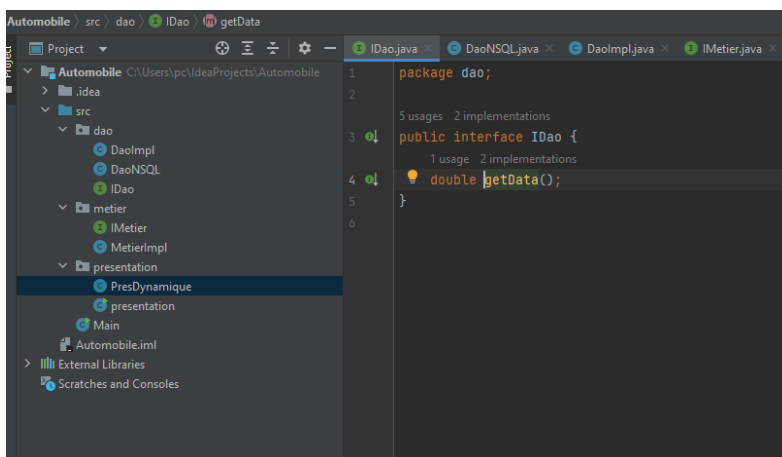 Automobile > src > dao > IDao > getData
Project
IDao.java DaoNSQL.java DaoImpl.java IMetier.java
Project
Automobile C:\Users\pc\IdeaProjects\Automobile
.idea
src
dao
DaoImpl
DaoNSQL
IDao
metier
IMetier
MetierImpl
presentation
PresDynamique
presentation
Main
Automobile.iml
External Libraries
Scratches and Consoles
1 package dao;
2
5 usages 2 implementations
3 public interface IDao {
1 usage 2 implementations
4 double getData();
5 }
6